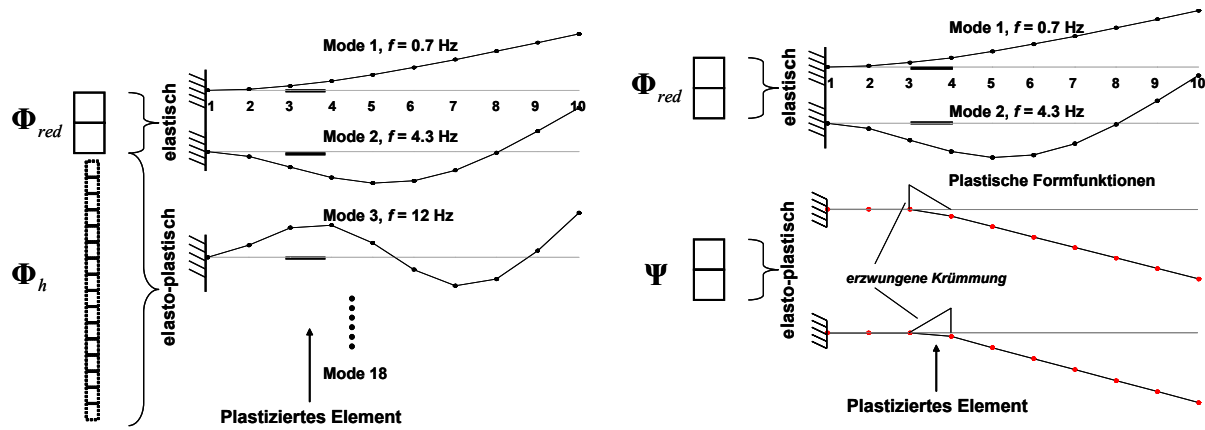 Mode 1, f = 0.7 Hz
1 2 3 4 5 6 7 8 9 10
Φred
elastisch
Mode 2, f = 4.3 Hz
Mode 3, f = 12 Hz
Φh
elasto-plastisch
Mode 18
Plastiziertes Element
Mode 1, f = 0.7 Hz
1 2 3 4 5 6 7 8 9 10
Φred
elastisch
Mode 2, f = 4.3 Hz
Plastische Formfunktionen
Ψ
elasto-plastisch
erzwungene Krümmung
Plastiziertes Element